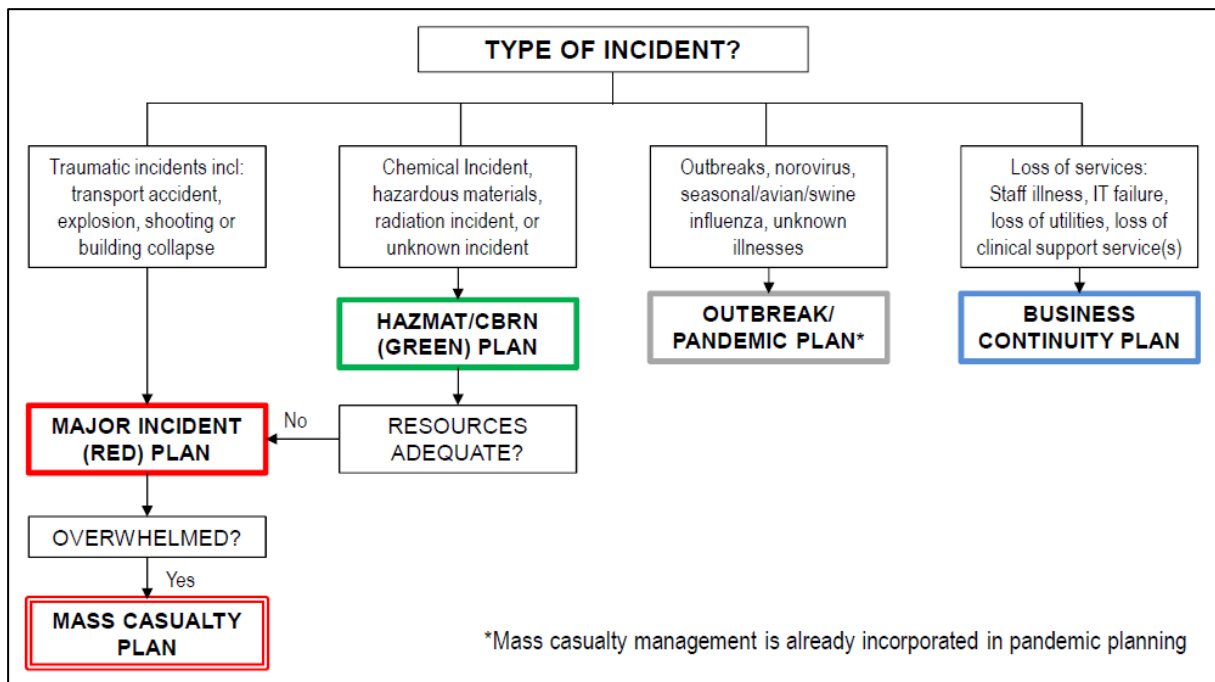 TYPE OF INCIDENT?
Traumatic incidents incl:
transport accident,
explosion, shooting or
building collapse
Chemical Incident,
hazardous materials,
radiation incident, or
unknown incident
Outbreaks, norovirus,
seasonal/avian/swine
influenza, unknown
illnesses
Loss of services:
Staff illness, IT failure,
loss of utilities, loss of
clinical support service(s)
HAZMAT/CBRN
(GREEN) PLAN
OUTBREAK/
PANDEMIC PLAN*
BUSINESS
CONTINUITY PLAN
MAJOR INCIDENT
(RED) PLAN
No
RESOURCES
ADEQUATE?
OVERWHELMED?
Yes
MASS CASUALTY
PLAN
*Mass casualty management is already incorporated in pandemic planning